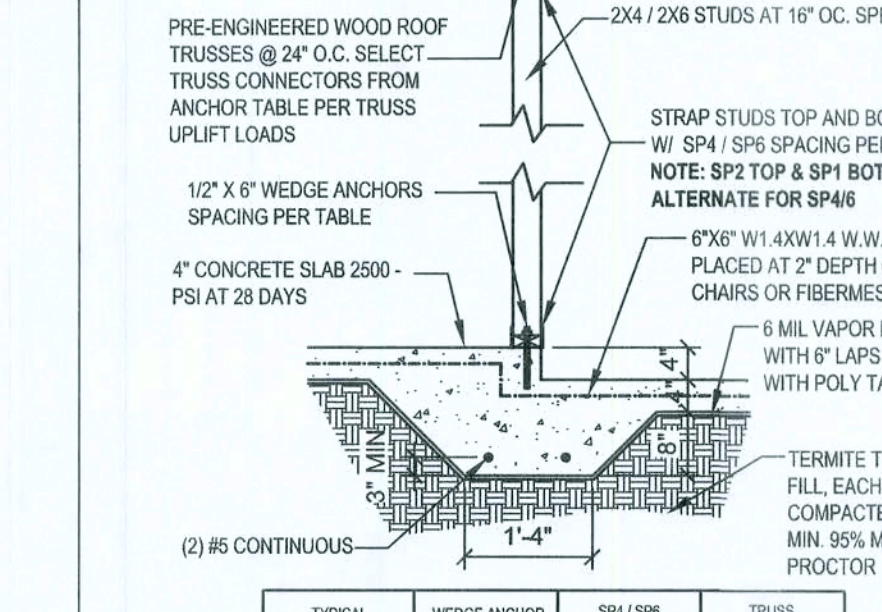 PRE-ENGINEERED WOOD ROOF
TRUSSES @ 24" O.C. SELECT
TRUSS CONNECTORS FROM
ANCHOR TABLE PER TRUSS
UPLIFT LOADS
2X4 / 2X6 STUDS AT 16" OC.
STRAP STUDS TOP AND
W/ SP4 / SP6 SPACING
NOTE: SP2 TOP & SP1
ALTERNATE FOR SP4/6
1/2" X 6" WEDGE ANCHORS
SPACING PER TABLE
6"X6" W1.4XW1.4 W.W.
PLACED AT 2" DEPTH
CHAIRS OR
4" CONCRETE SLAB 2500 -
PSI AT 28 DAYS
6 MIL VAPOR
WITH 6" LAPS
WITH POLY
4"
4"
8"
3" MIN
TERMITE
FILL, EACH
MIN. 95%
PROCTOR
(2) #5 CONTINUOUS
1'-4"
TYPICAL
WEDGE ANCHOR
SP4 / SP6
TRUSS